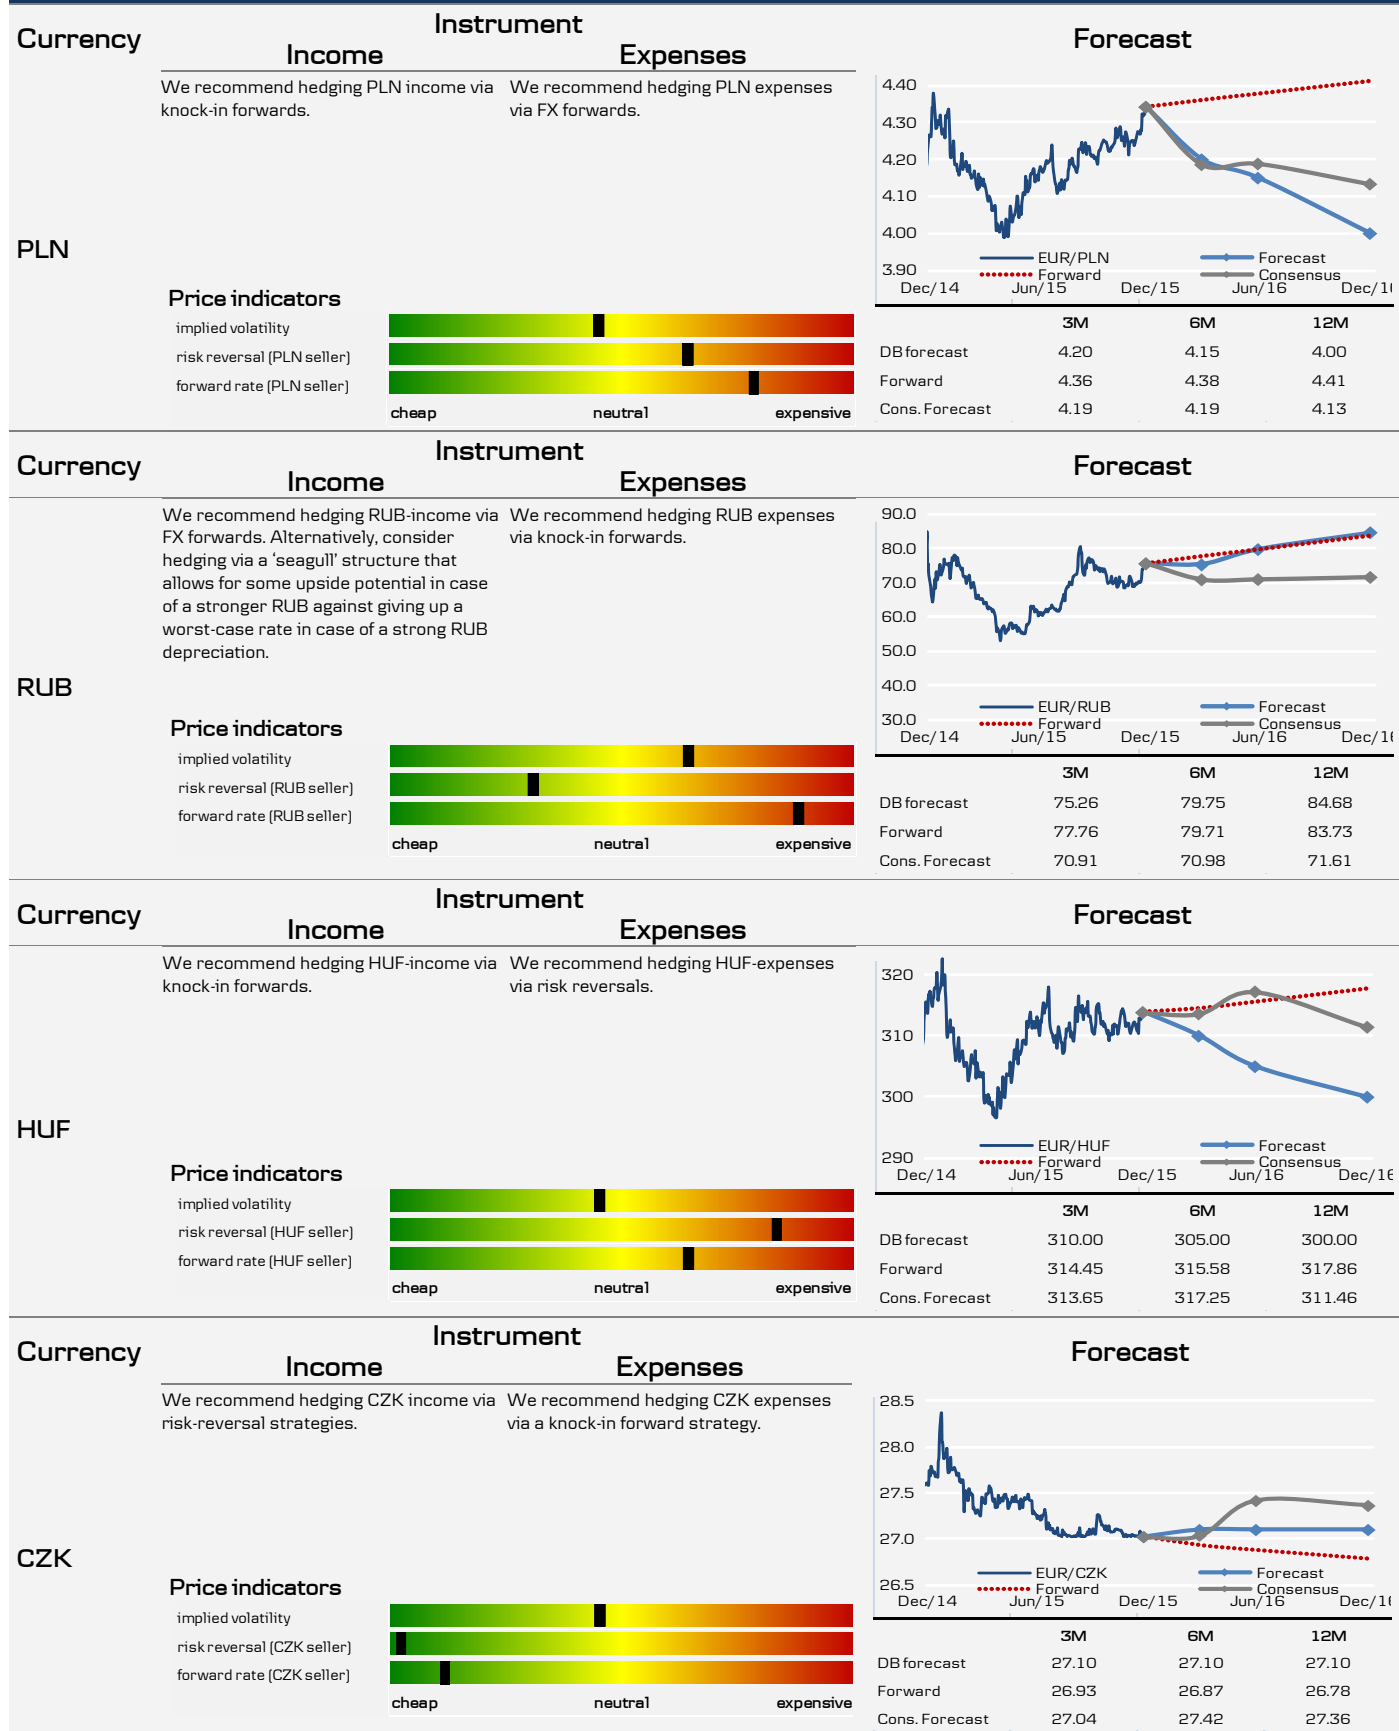 Currency
Instrument
Income
Expenses
Forecast
We recommend hedging PLN income via
knock-in forwards.
We recommend hedging PLN expenses
via FX forwards.
PLN
Price indicators
implied volatility
risk reversal (PLN seller)
forward rate (PLN seller)
cheap
neutral
expensive
4.40
4.30
4.20
4.10
4.00
3.90
EUR/PLN
Forecast
Forward
Consensus
Dec/14
Jun/15
Dec/15
Jun/16
Dec/1
3M 6M 12M
DB forecast 4.20 4.15 4.00
Forward 4.36 4.38 4.41
Cons. Forecast 4.19 4.19 4.13
Currency
Instrument
Income
Expenses
Forecast
We recommend hedging RUB-income via
FX forwards. Alternatively, consider
hedging via a ‘seagull’ structure that
allows for some upside potential in case
of a stronger RUB against giving up a
worst-case rate in case of a strong RUB
depreciation.
We recommend hedging RUB expenses
via knock-in forwards.
RUB
Price indicators
implied volatility
risk reversal (RUB seller)
forward rate (RUB seller)
cheap
neutral
expensive
90.0
80.0
70.0
60.0
50.0
40.0
30.0
EUR/RUB
Forecast
Forward
Consensus
Dec/14
Jun/15
Dec/15
Jun/16
Dec/16
3M 6M 12M
DB forecast 75.26 79.75 84.68
Forward 77.76 79.71 83.73
Cons. Forecast 70.91 70.98 71.61
Currency
Instrument
Income
Expenses
Forecast
We recommend hedging HUF-income via
knock-in forwards.
We recommend hedging HUF-expenses
via risk reversals.
HUF
Price indicators
implied volatility
risk reversal (HUF seller)
forward rate (HUF seller)
cheap
neutral
expensive
320
310
300
290
EUR/HUF
Forecast
Forward
Consensus
Dec/14
Jun/15
Dec/15
Jun/16
Dec/16
3M 6M 12M
DB forecast 310.00 305.00 300.00
Forward 314.45 315.58 317.86
Cons. Forecast 313.65 317.25 311.46
Currency
Instrument
Income
Expenses
Forecast
We recommend hedging CZK income via
risk-reversal strategies.
We recommend hedging CZK expenses
via a knock-in forward strategy.
CZK
Price indicators
implied volatility
risk reversal (CZK seller)
forward rate (CZK seller)
cheap
neutral
expensive
28.5
28.0
27.5
27.0
26.5
EUR/CZK
Forecast
Forward
Consensus
Dec/14
Jun/15
Dec/15
Jun/16
Dec/16
3M 6M 12M
DB forecast 27.10 27.10 27.10
Forward 26.93 26.87 26.78
Cons. Forecast 27.04 27.42 27.36